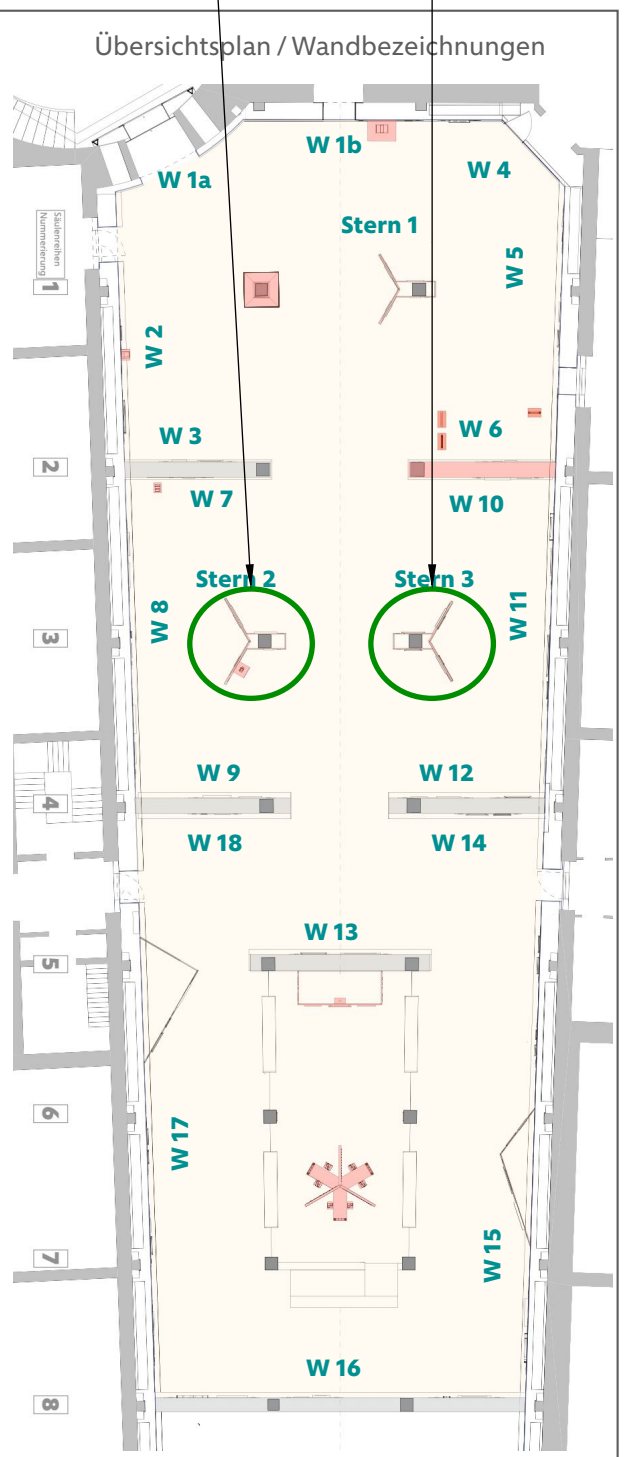 Übersichtsplan / Wandbezeichnungen
W 1b
W 1a
W 4
Stern 1
W 5
Säulenreihen
Nummerierung
1
W 2
W 3
W 6
2
W 7
W 10
Stern 2
Stern 3
W 8
W 11
3
W 9
W 12
4
W 18
W 14
W 13
5
6
W 17
7
W 15
W 16
8